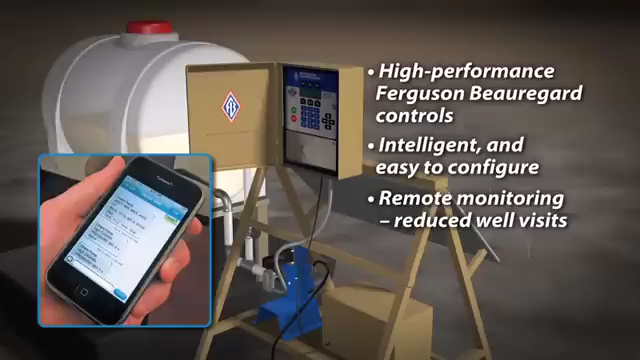 • High-performance
Ferguson Beauregard
controls
• Intelligent, and
easy to configure
• Remote monitoring
– reduced well visits